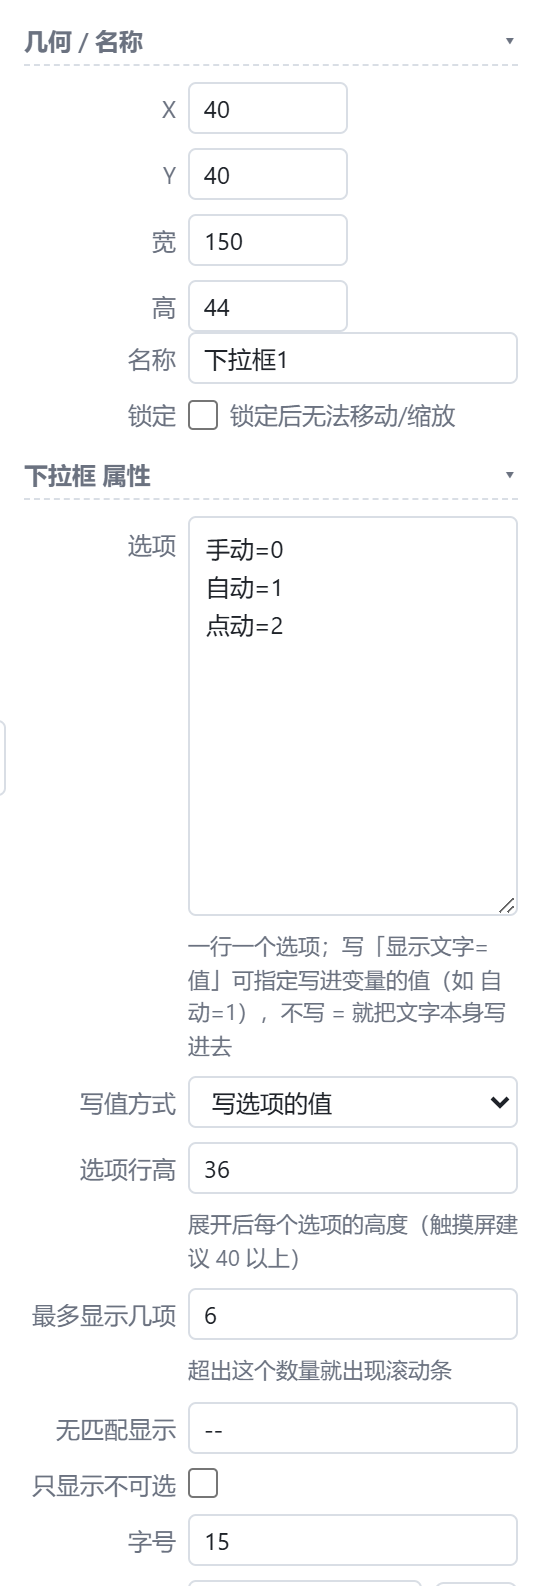 几何 / 名称
X 40
Y 40
宽 150
高 44
名称 下拉框1
锁定 锁定后无法移动/缩放
下拉框 属性
选项
手动=0
自动=1
点动=2
一行一个选项；写「显示文字=
值」可指定写进变量的值（如 自
动=1），不写 = 就把文字本身写
进去
写值方式 写选项的值
选项行高 36
展开后每个选项的高度（触摸屏建
议 40 以上）
最多显示几项 6
超出这个数量就出现滚动条
无匹配显示 --
只显示不可选
字号 15